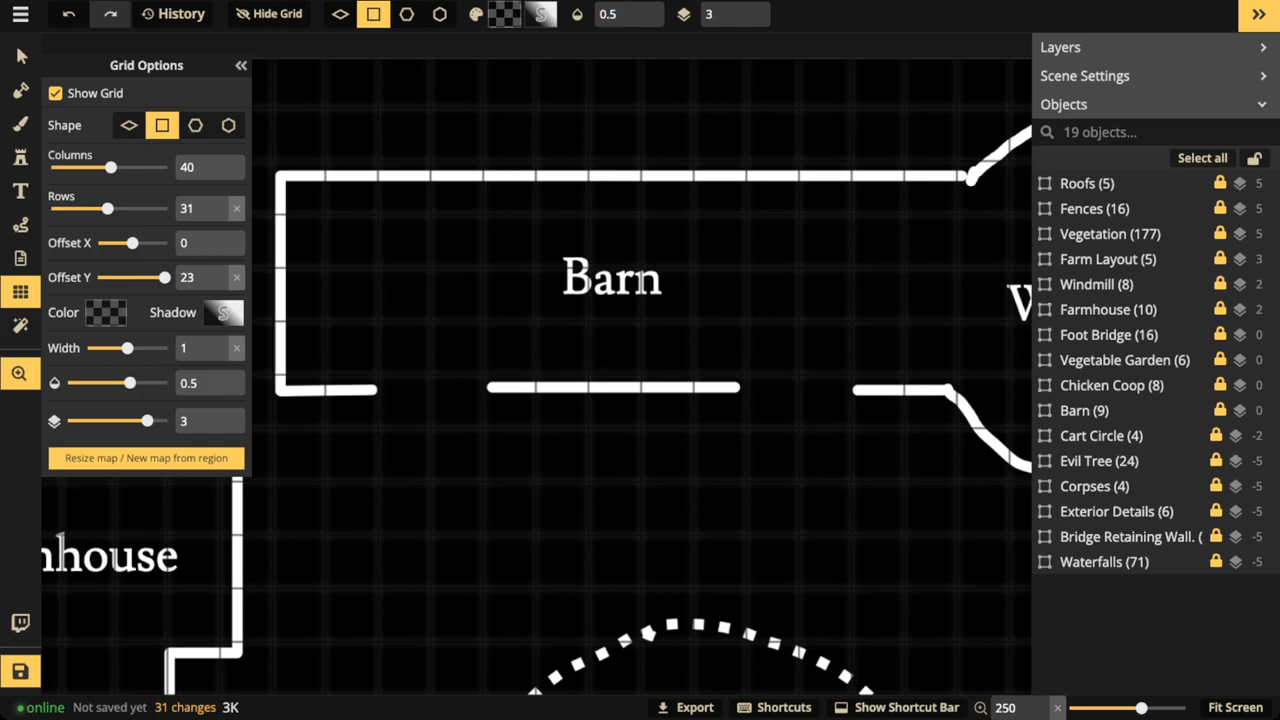 History
Hide Grid
0.5
3
Grid Options
Show Grid
Shape
Columns
40
Rows
31
Offset X
0
Offset Y
23
Color
Shadow
S
Width
1
0.5
3
Resize map / New map from region
Barn
W
nhouse
Layers
Scene Settings
Objects
19 objects...
Select all
Roofs (5) 5
Fences (16) 5
Vegetation (177) 5
Farm Layout (5) 3
Windmill (8) 2
Farmhouse (10) 2
Foot Bridge (16) 0
Vegetable Garden (6) 0
Chicken Coop (8) 0
Barn (9) 0
Cart Circle (4) -2
Evil Tree (24) -5
Corpses (4) -5
Exterior Details (6) -5
Bridge Retaining Wall. ( -5
Waterfalls (71) -5
online Not saved yet 31 changes 3K
Export Shortcuts Show Shortcut Bar 250 Fit Screen